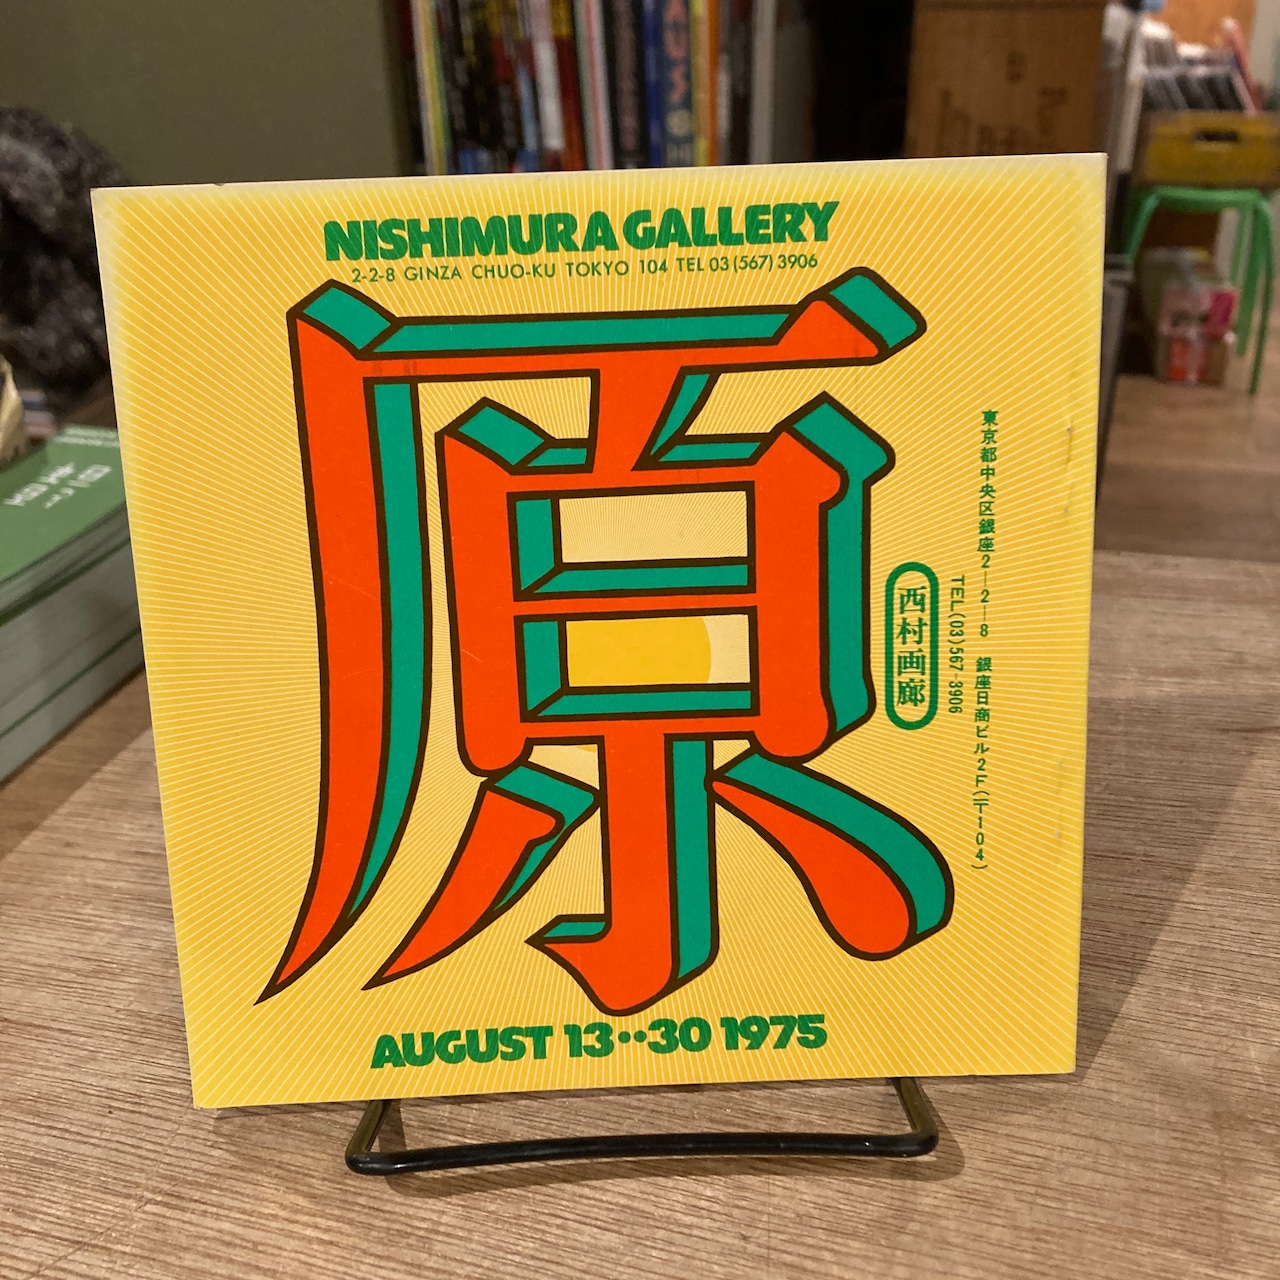 NISHIMURA GALLERY
2-2-8 GINZA CHUO-KU TOKYO 104 TEL 03 (567) 3906
原
東京都中央区銀座2—2—8 銀座日商ビル2F(〒104)
TEL(03)567-3906
西村画廊
AUGUST 13··30 1975